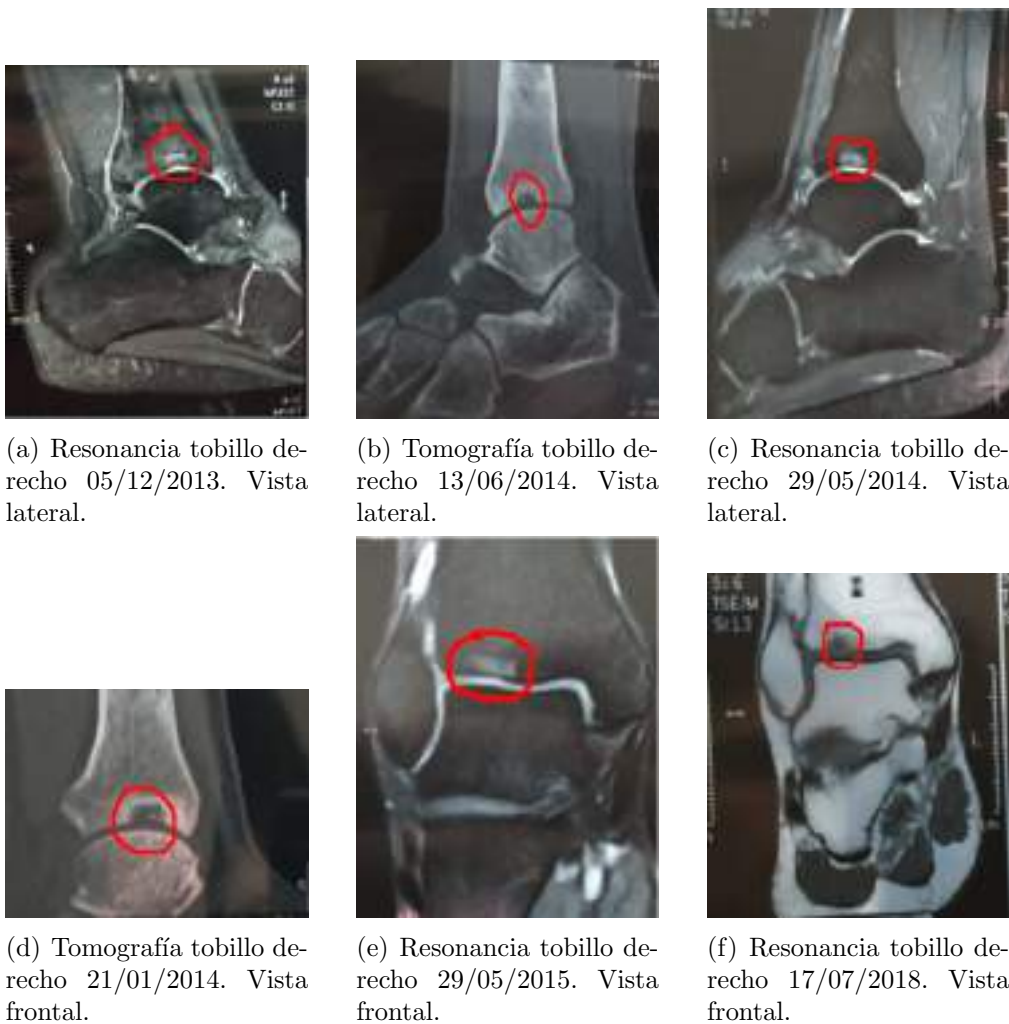 (a) Resonancia tobillo de-
recho 05/12/2013. Vista
lateral.
(b) Tomografía tobillo de-
recho 13/06/2014. Vista
lateral.
(c) Resonancia tobillo de-
recho 29/05/2014. Vista
lateral.
S: 6
TSE/M
(d) Tomografía tobillo de-
recho 21/01/2014. Vista
frontal.
(e) Resonancia tobillo de-
recho 29/05/2015. Vista
frontal.
(f) Resonancia tobillo de-
recho 17/07/2018. Vista
frontal.